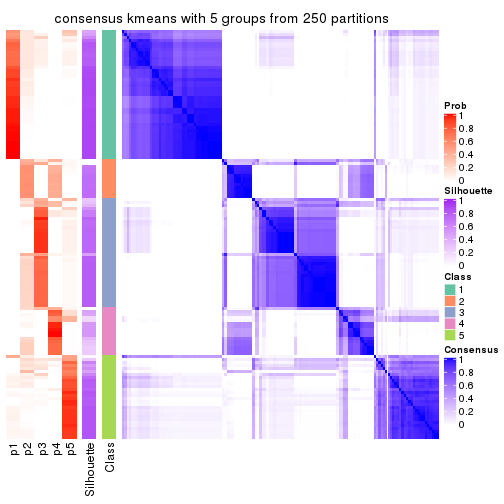 consensus kmeans with 5 groups from 250 partitions
Prob
1
0.8
0.6
0.4
0.2
0
Silhouette
1
0.8
0.6
0.4
0.2
0
Class
1
2
3
4
5
Consensus
1
0.8
0.6
0.4
0.2
0
p1
p2
p3
p4
p5
Silhouette
Class